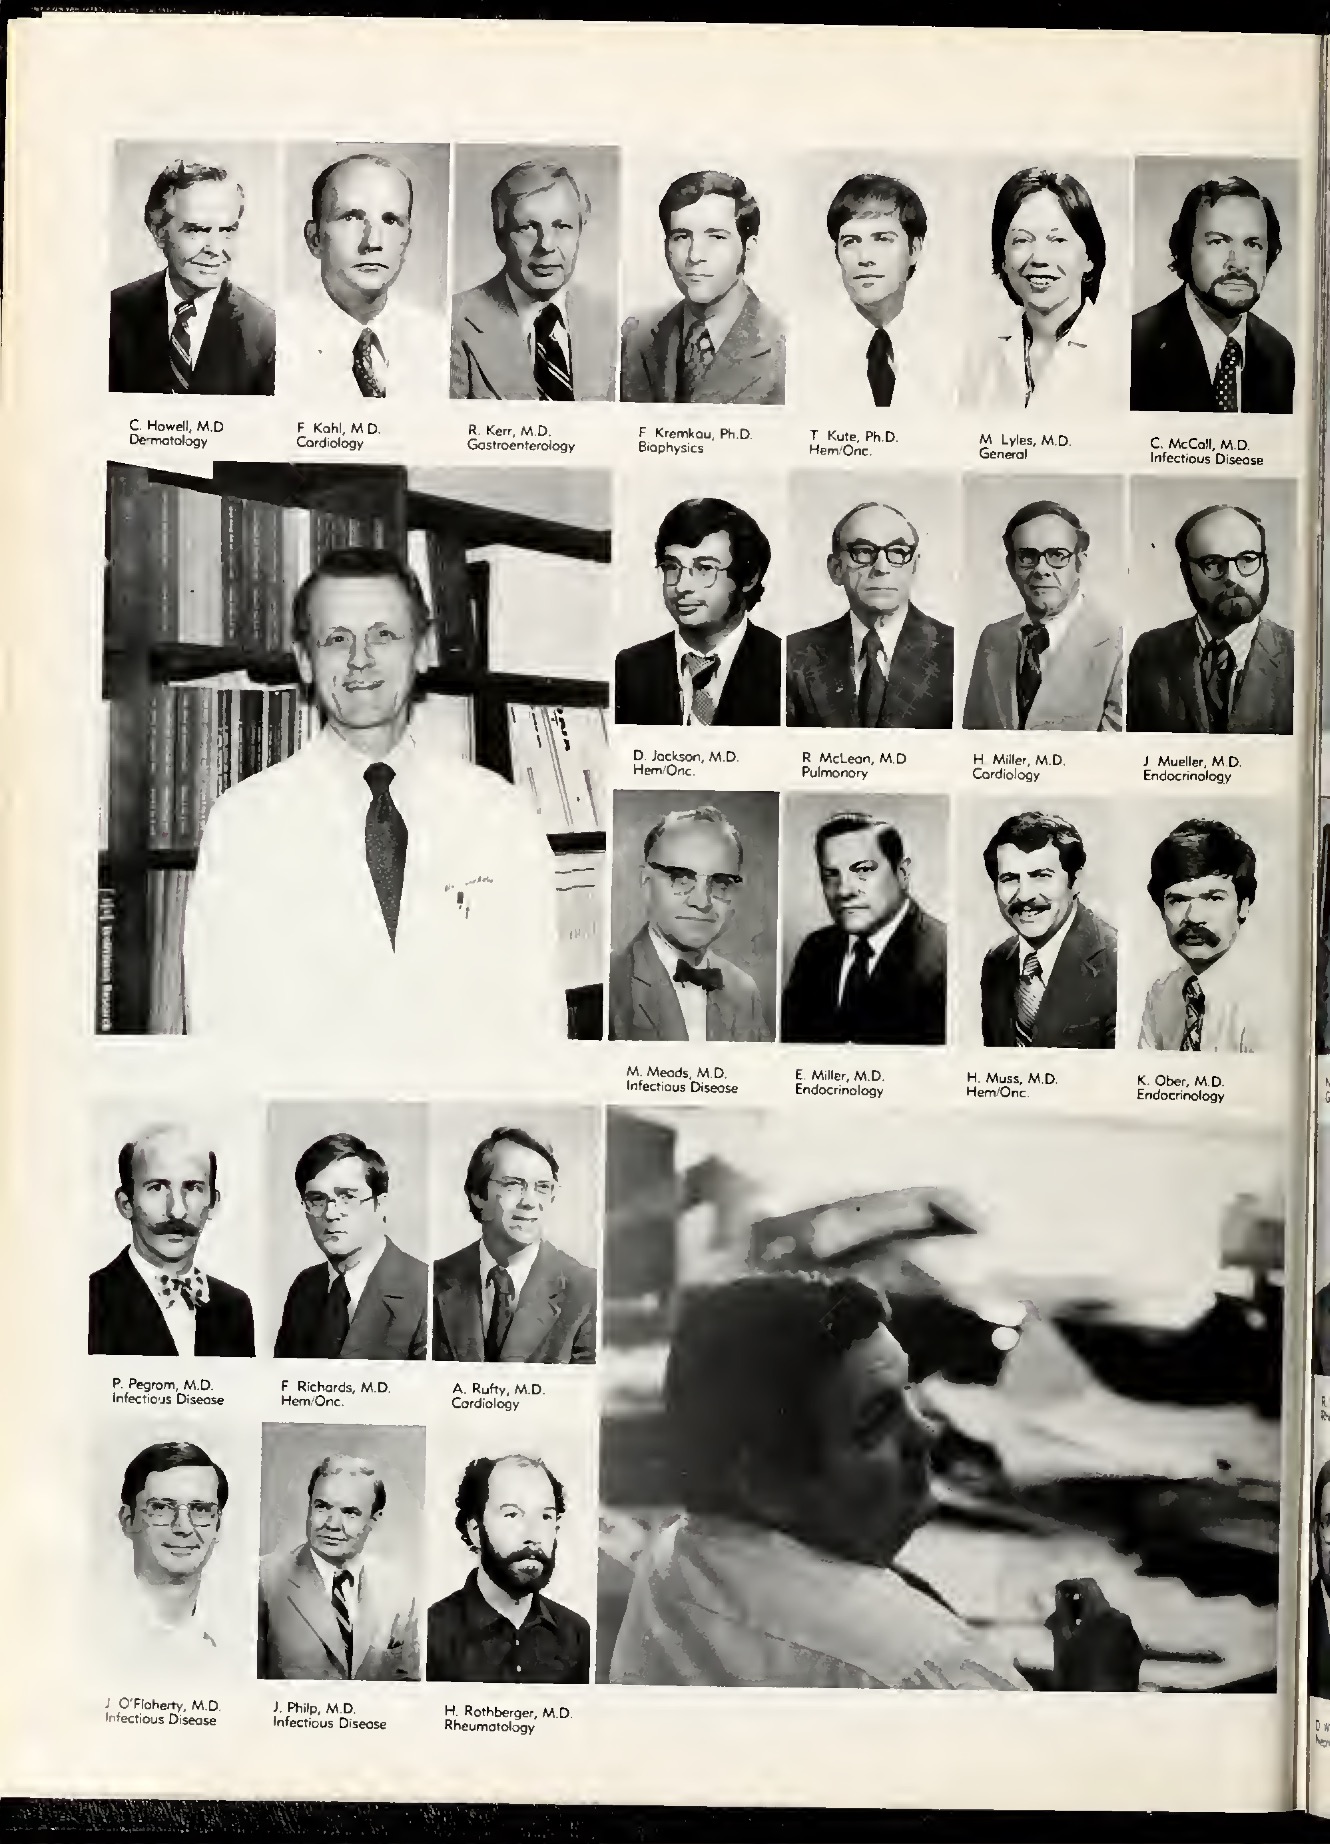 C. Howell, M.D
Dermatology
F Kahl, M D.
Cardiology
R. Kerr, M.D.
Gastroenterology
F Kremkau, Ph.D.
Biophysics
T Kute, Ph.D.
Hem/Onc.
M Lyles, M.D.
General
C. McCall, M.D.
Infectious Disease
D. Jackson, M.D.
Hem/Onc.
R McLean, M.D
Pulmonary
H Miller, M.D.
Cardiology
J Mueller, M D.
Endocrinology
M. Meads, M.D.
Infectious Disease
E. Miller, M.D.
Endocrinology
H. Muss, M.D.
Hem/Onc.
K. Ober, M.D.
Endocrinology
P. Pegram, M.D.
Infectious Disease
F Richards, M.D.
Hem/Onc.
A. Rufty, M.D.
Cardiology
J O'Flaherty, M.D.
Infectious Disease
J. Philp, M.D.
Infectious Disease
H. Rothberger, M.D.
Rheumatology